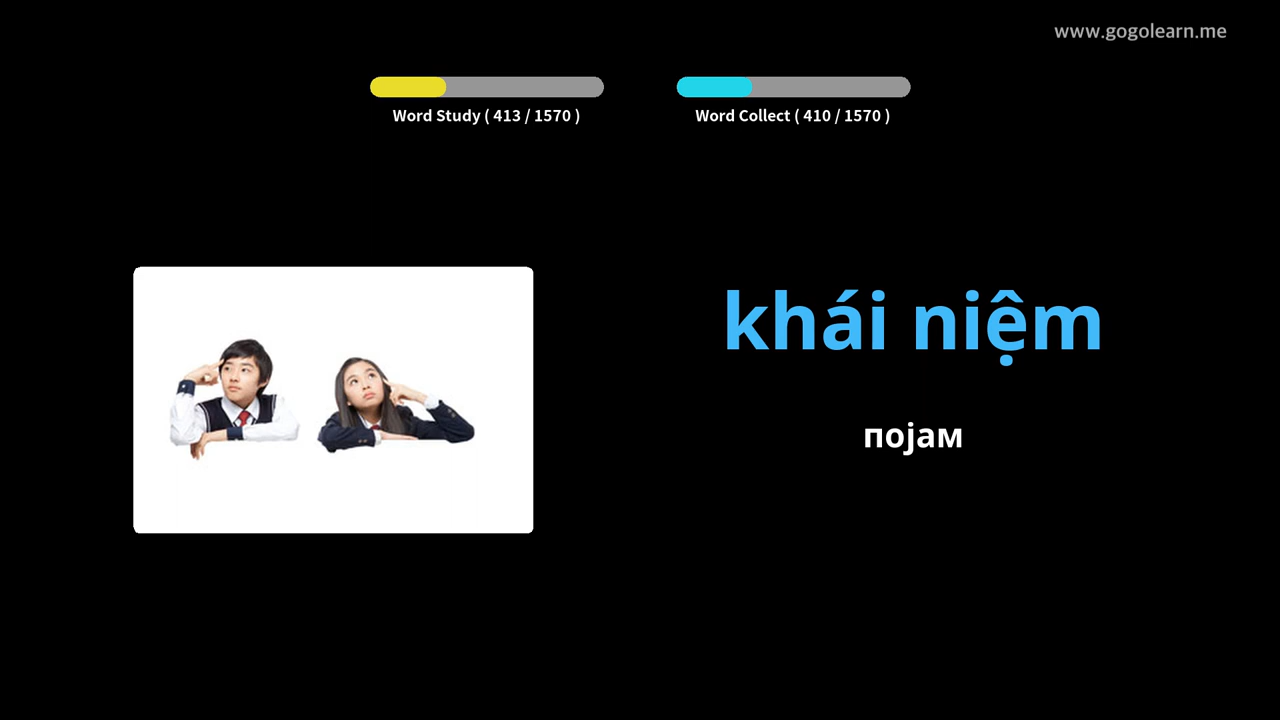 www.gogolearn.me
Word Study ( 413 / 1570 )
Word Collect ( 410 / 1570 )
khái niệm
појам